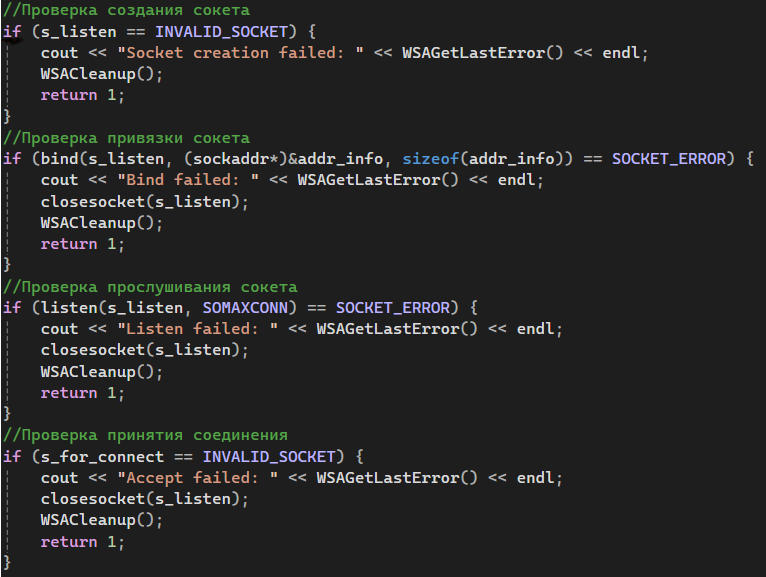 //Проверка создания сокета
if (s_listen == INVALID_SOCKET) {
    cout << "Socket creation failed: " << WSAGetLastError() << endl;
    WSACleanup();
    return 1;
}
//Проверка привязки сокета
if (bind(s_listen, (sockaddr*)&addr_info, sizeof(addr_info)) == SOCKET_ERROR) {
    cout << "Bind failed: " << WSAGetLastError() << endl;
    closesocket(s_listen);
    WSACleanup();
    return 1;
}
//Проверка прослушивания сокета
if (listen(s_listen, SOMAXCONN) == SOCKET_ERROR) {
    cout << "Listen failed: " << WSAGetLastError() << endl;
    closesocket(s_listen);
    WSACleanup();
    return 1;
}
//Проверка принятия соединения
if (s_for_connect == INVALID_SOCKET) {
    cout << "Accept failed: " << WSAGetLastError() << endl;
    closesocket(s_listen);
    WSACleanup();
    return 1;
}